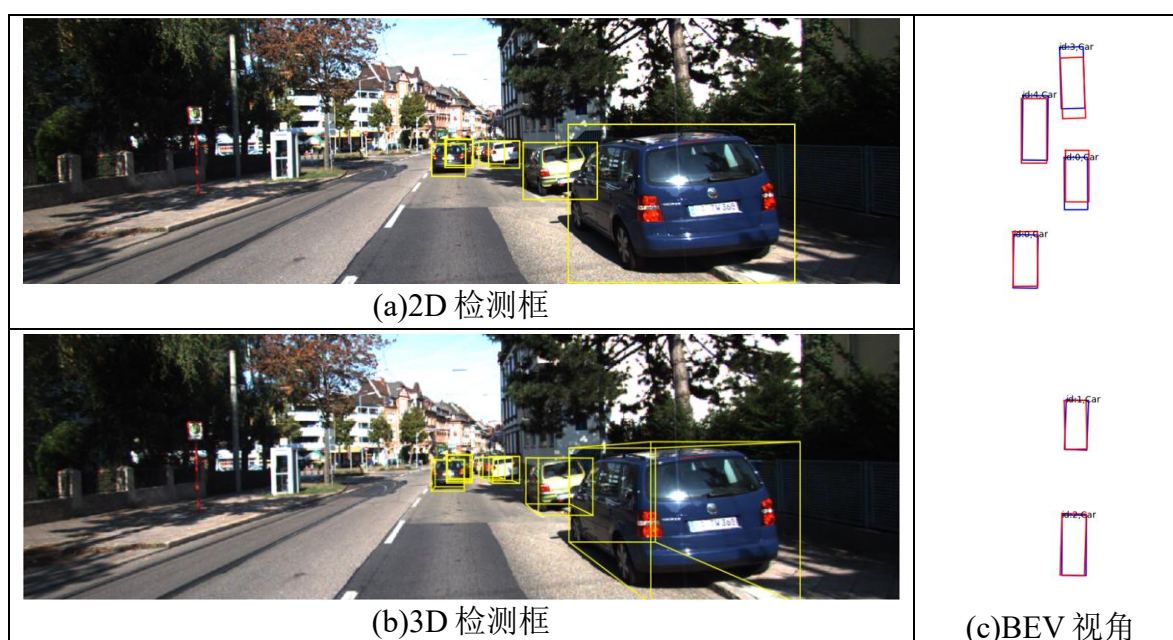 (a)2D 检测框
(b)3D 检测框
id:3,Car
id:4,Car
id:0,Car
id:0,Car
id:1,Car
id:2,Car
(c)BEV 视角